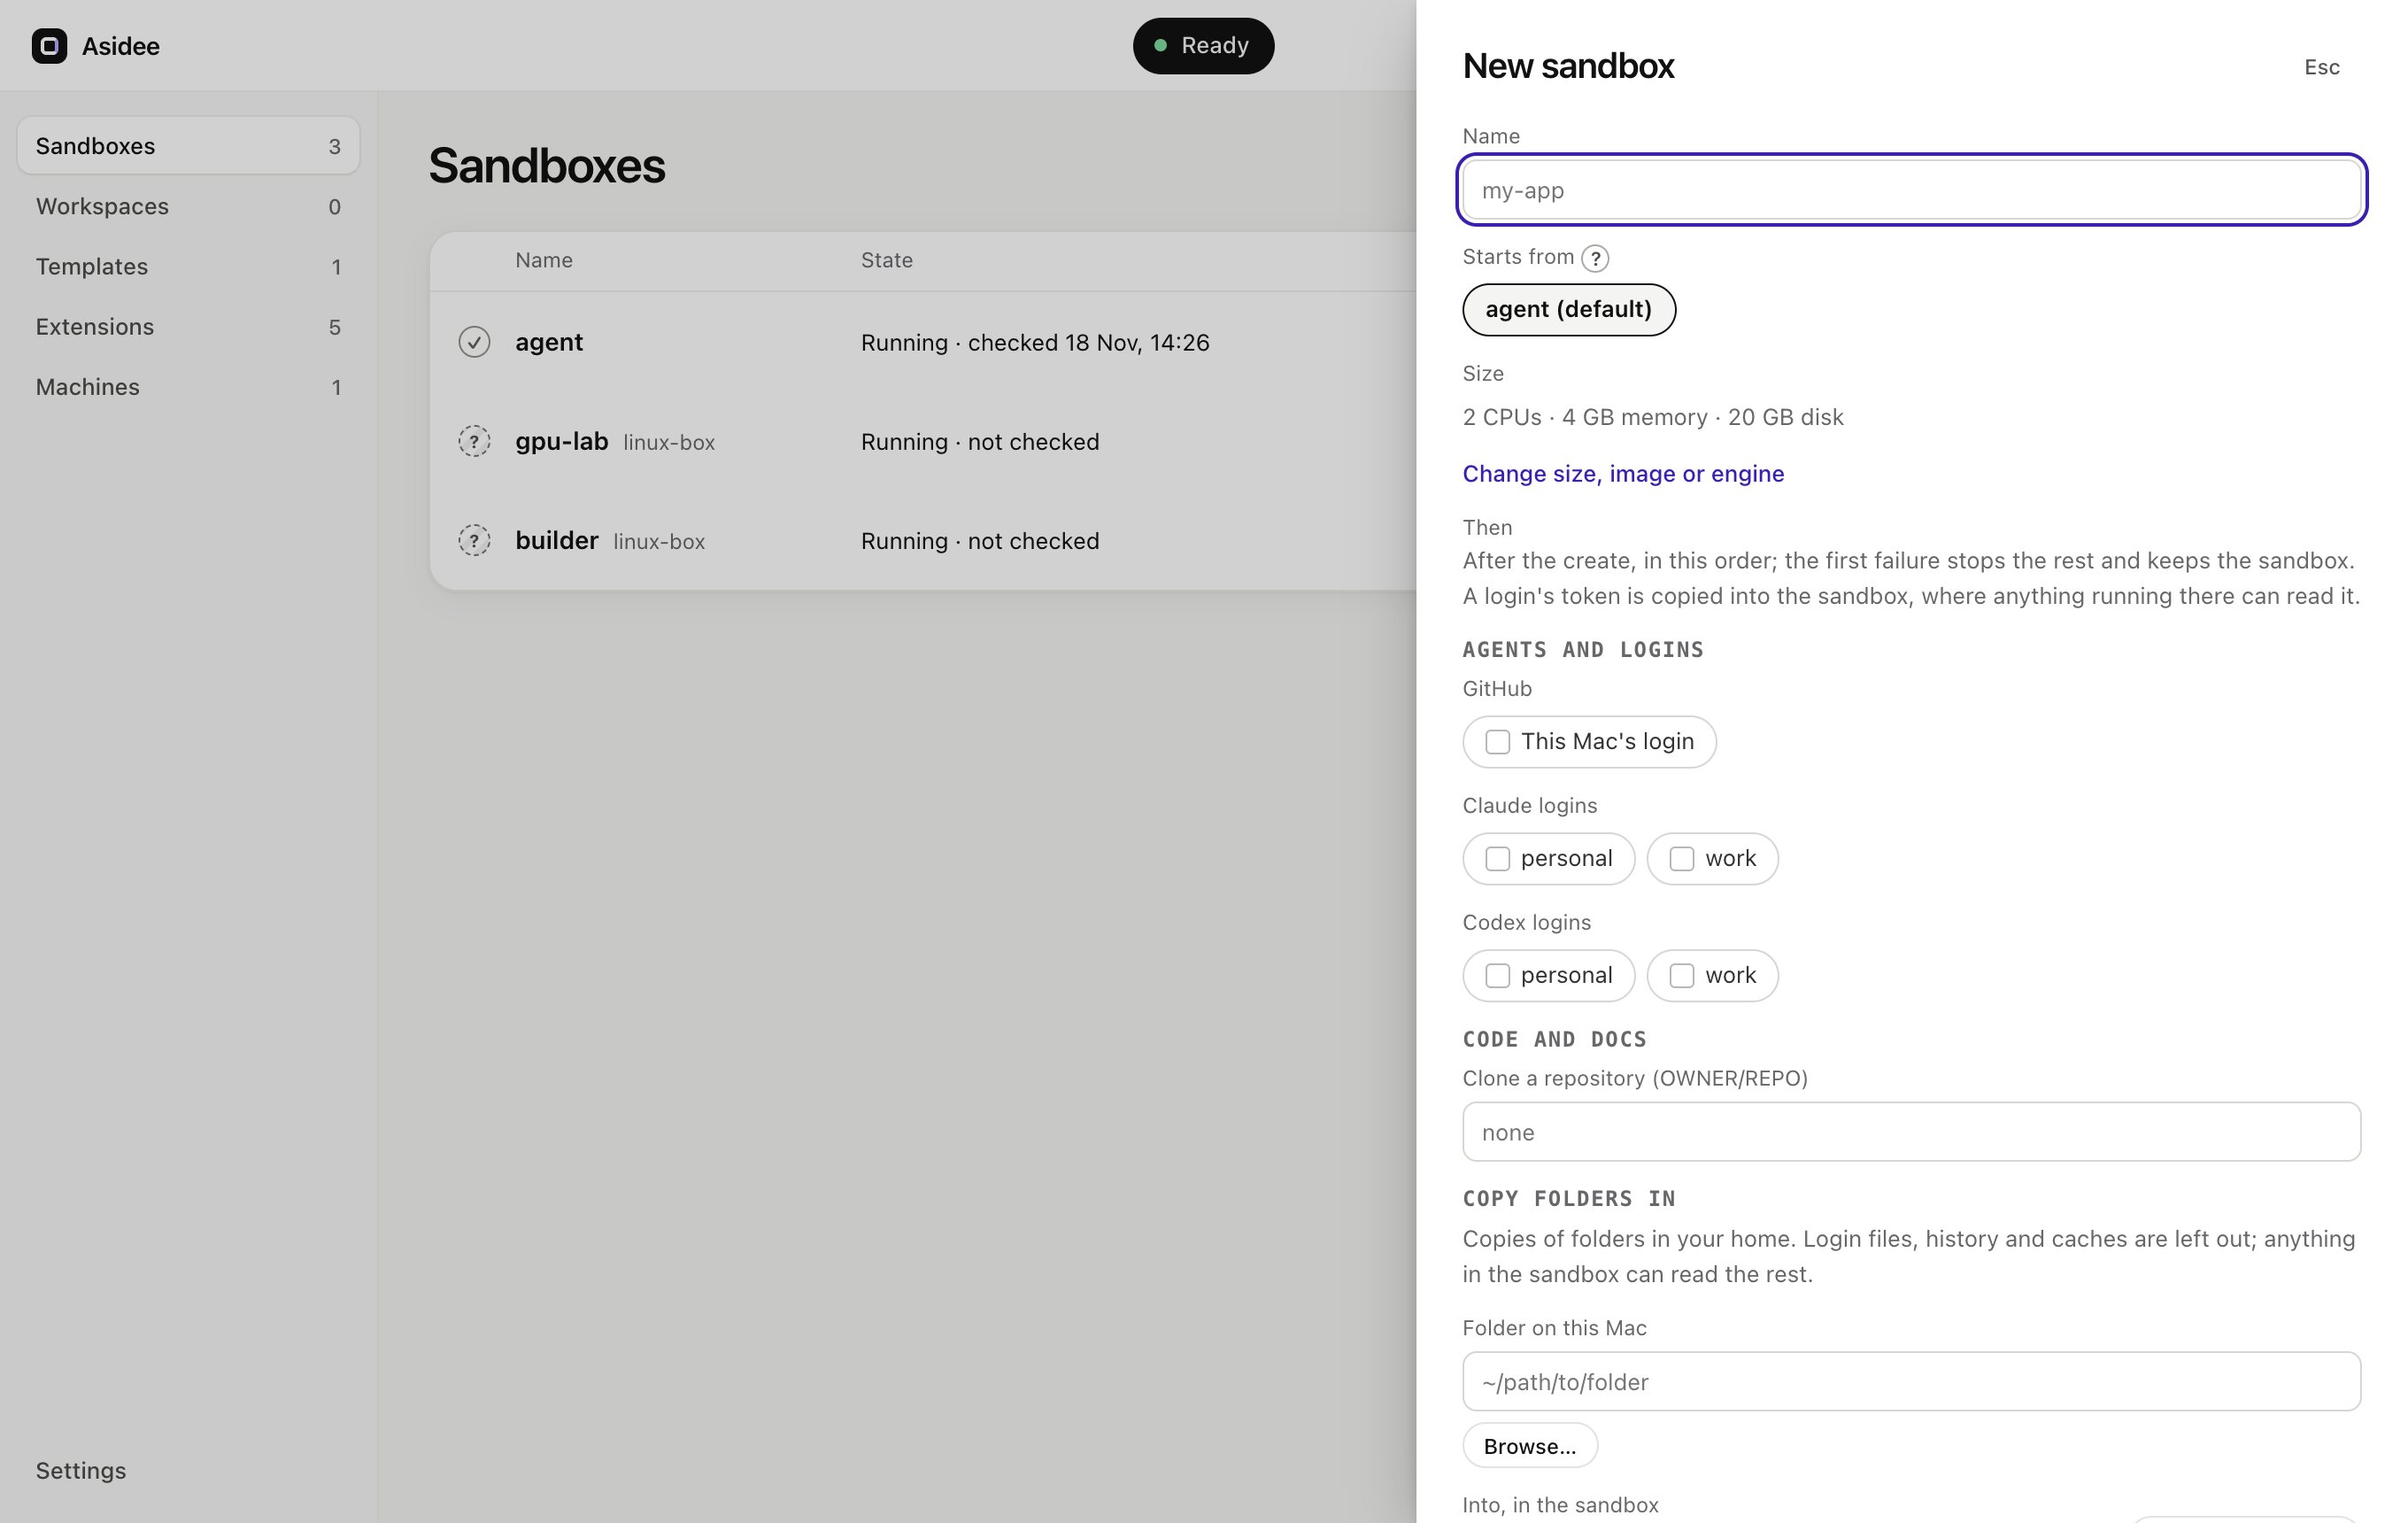 Asidee
Ready
Sandboxes 3
Workspaces 0
Templates 1
Extensions 5
Machines 1
Settings
Sandboxes
Name State
agent Running · checked 18 Nov, 14:26
? gpu-lab linux-box Running · not checked
? builder linux-box Running · not checked
New sandbox Esc
Name
my-app
Starts from ?
agent (default)
Size
2 CPUs · 4 GB memory · 20 GB disk
Change size, image or engine
Then
After the create, in this order; the first failure stops the rest and keeps the sandbox.
A login's token is copied into the sandbox, where anything running there can read it.
AGENTS AND LOGINS
GitHub
This Mac's login
Claude logins
personal work
Codex logins
personal work
CODE AND DOCS
Clone a repository (OWNER/REPO)
none
COPY FOLDERS IN
Copies of folders in your home. Login files, history and caches are left out; anything
in the sandbox can read the rest.
Folder on this Mac
~/path/to/folder
Browse...
Into, in the sandbox